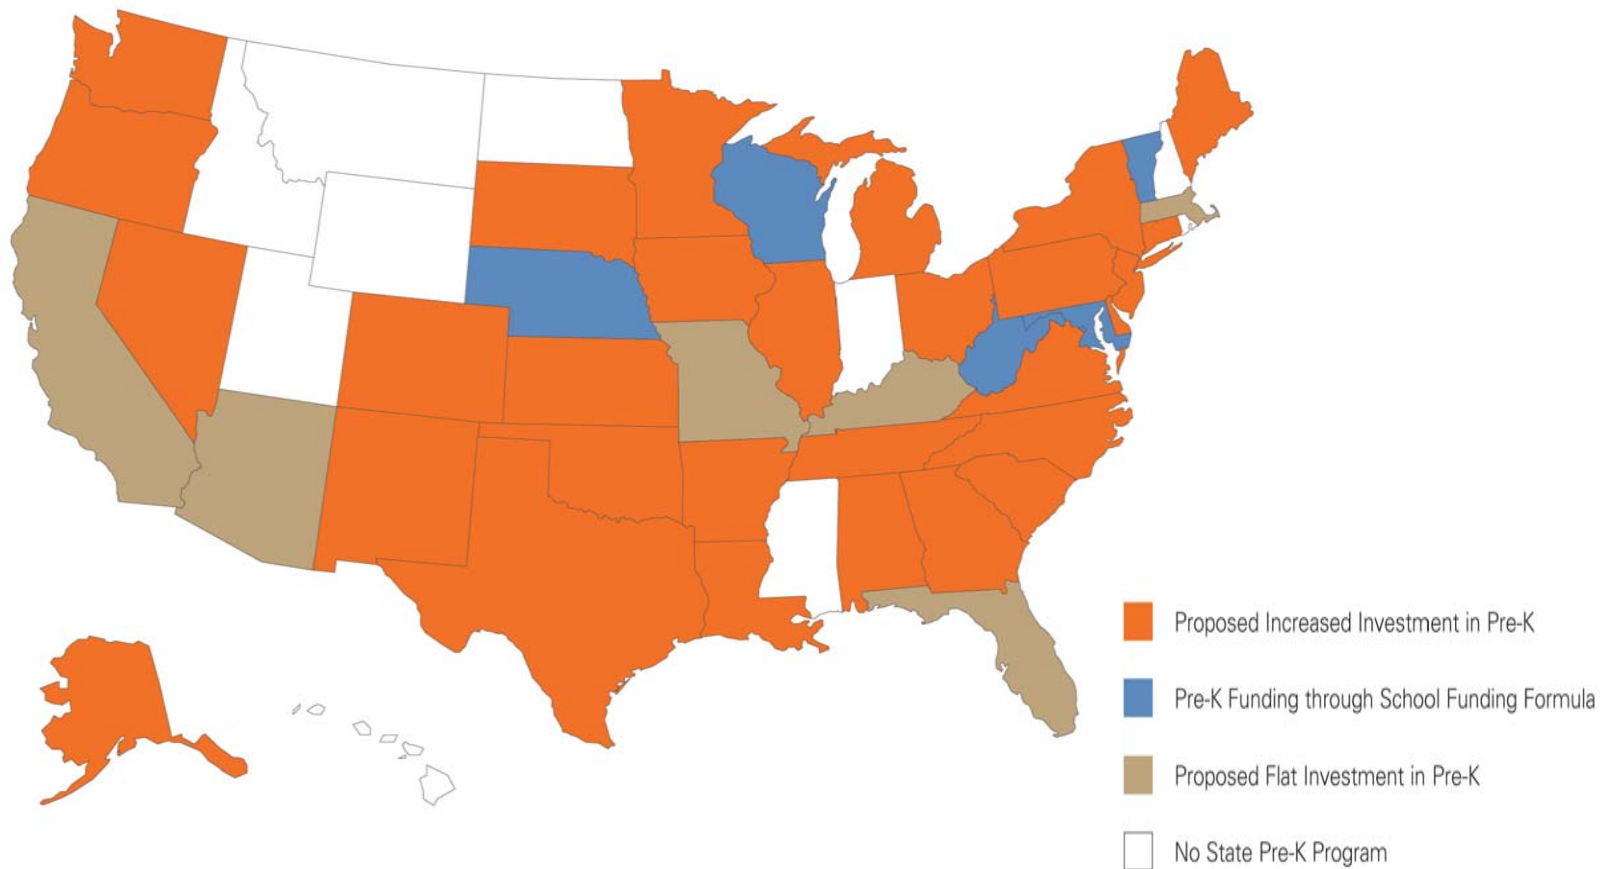 Proposed Increased Investment in Pre-K
Pre-K Funding through School Funding Formula
Proposed Flat Investment in Pre-K
No State Pre-K Program